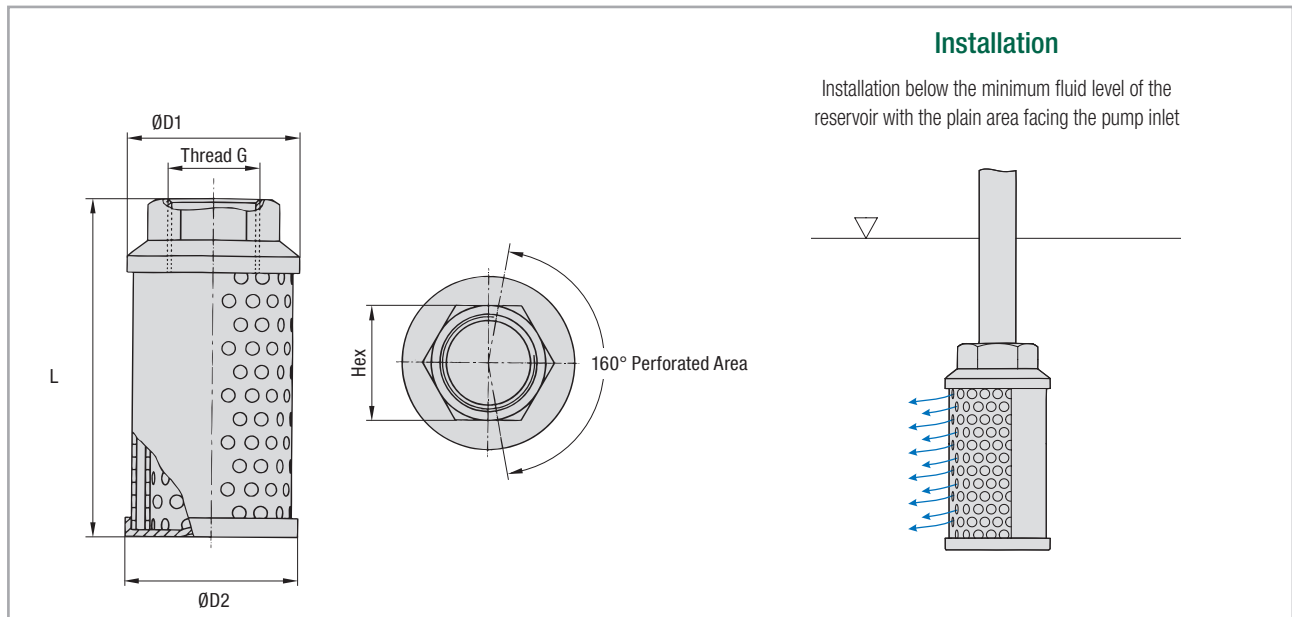 Installation
Installation below the minimum fluid level of the
reservoir with the plain area facing the pump inlet
ØD1
Thread G
L
Hex
160° Perforated Area
ØD2